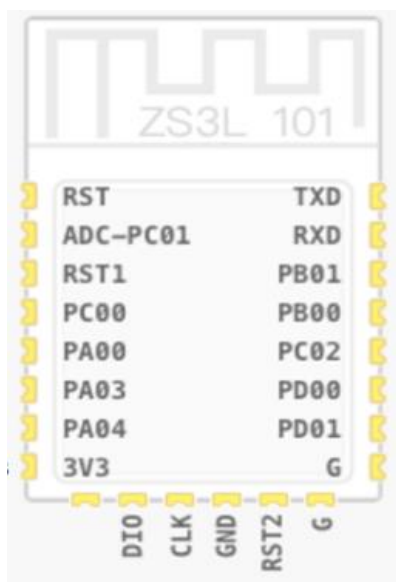 ZS3L 101
RST TXD
ADC-PC01 RXD
RST1 PB01
PC00 PB00
PA00 PC02
PA03 PD00
PA04 PD01
3V3 G
DIO CLK GND RST2 G